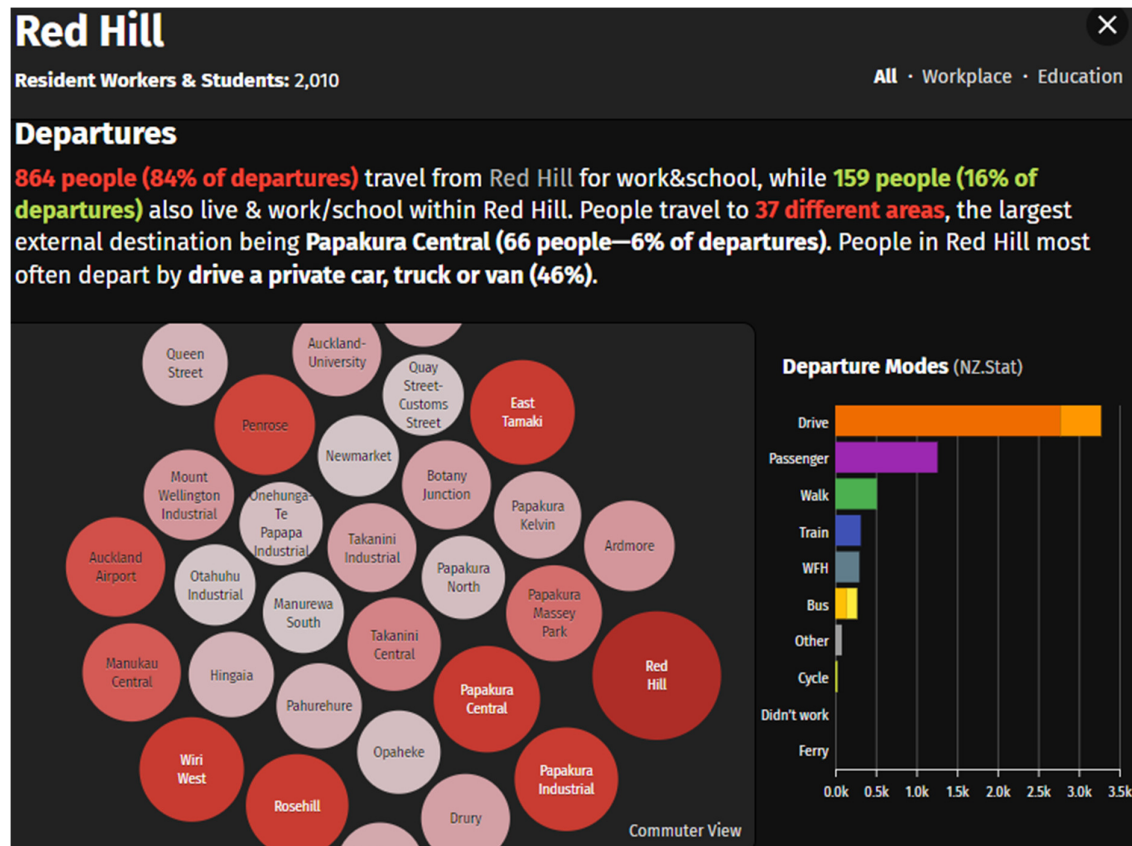 Red Hill
Resident Workers & Students: 2,010
All · Workplace · Education
Departures
864 people (84% of departures) travel from Red Hill for work&school, while 159 people (16% of
departures) also live & work/school within Red Hill. People travel to 37 different areas, the largest
external destination being Papakura Central (66 people—6% of departures). People in Red Hill most
often depart by drive a private car, truck or van (46%).
Queen
Street
Auckland-
University
Quay
Street-
Customs
Street
East
Tamaki
Penrose
Newmarket
Mount
Wellington
Industrial
Onehunga-
Te
Papapa
Industrial
Botany
Junction
Papakura
Kelvin
Takanini
Industrial
Ardmore
Auckland
Airport
Otahuhu
Industrial
Papakura
North
Manurewa
South
Papakura
Massey
Park
Takanini
Central
Manukau
Central
Hingaia
Red
Hill
Pahurehure
Papakura
Central
Wiri
West
Opaheke
Papakura
Industrial
Rosehill
Drury
Commuter View
Departure Modes (NZ.Stat)
Drive
Passenger
Walk
Train
WFH
Bus
Other
Cycle
Didn't work
Ferry
0.0k 0.5k 1.0k 1.5k 2.0k 2.5k 3.0k 3.5k